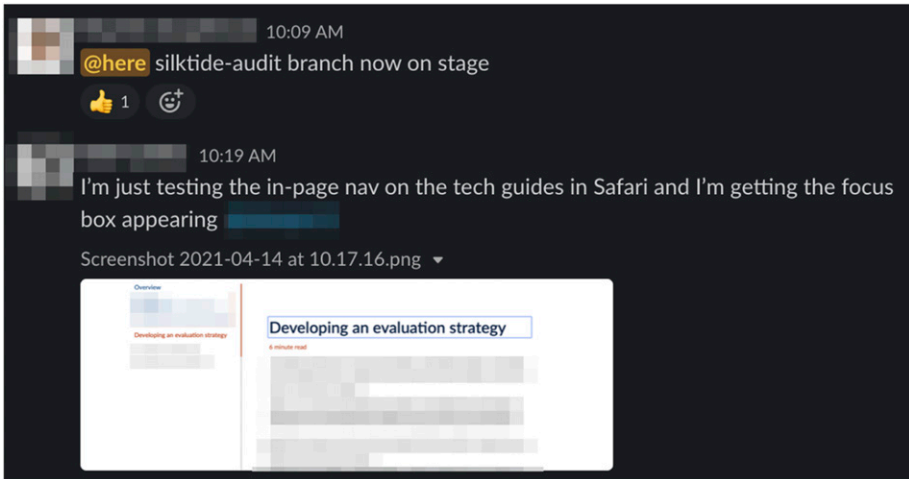 10:09 AM
@here silktide-audit branch now on stage
👍 1
10:19 AM
I'm just testing the in-page nav on the tech guides in Safari and I'm getting the focus
box appearing
Screenshot 2021-04-14 at 10.17.16.png
Overview
Developing an evaluation strategy
Developing an evaluation strategy
6 minute read